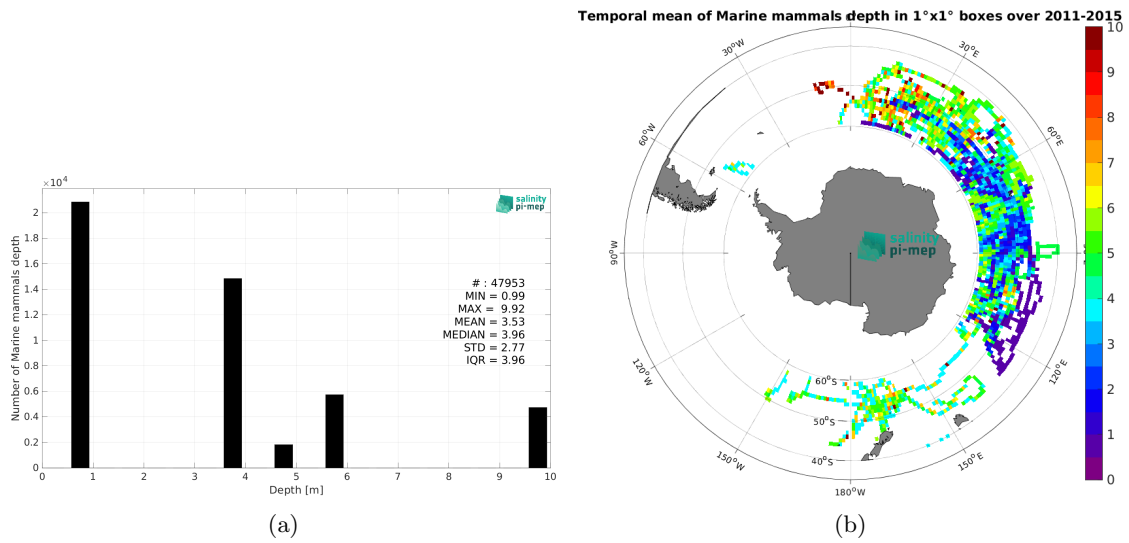 Temporal mean of Marine mammals depth in 1°x1° boxes over 2011-2015
×10⁴
2
1.8
1.6
1.4
1.2
1
0.8
0.6
0.4
0.2
0
Number of Marine mammals depth
0 1 2 3 4 5 6 7 8 9 10
Depth [m]
salinity
pi-mep
# : 47953
MIN = 0.99
MAX = 9.92
MEAN = 3.53
MEDIAN = 3.96
STD = 2.77
IQR = 3.96
(a)
30°W
30°E
60°W
60°E
90°W
120°W
120°E
150°W
150°E
180°W
60°S
50°S
40°S
salinity
pi-mep
10
9
8
7
6
5
4
3
2
1
0
(b)